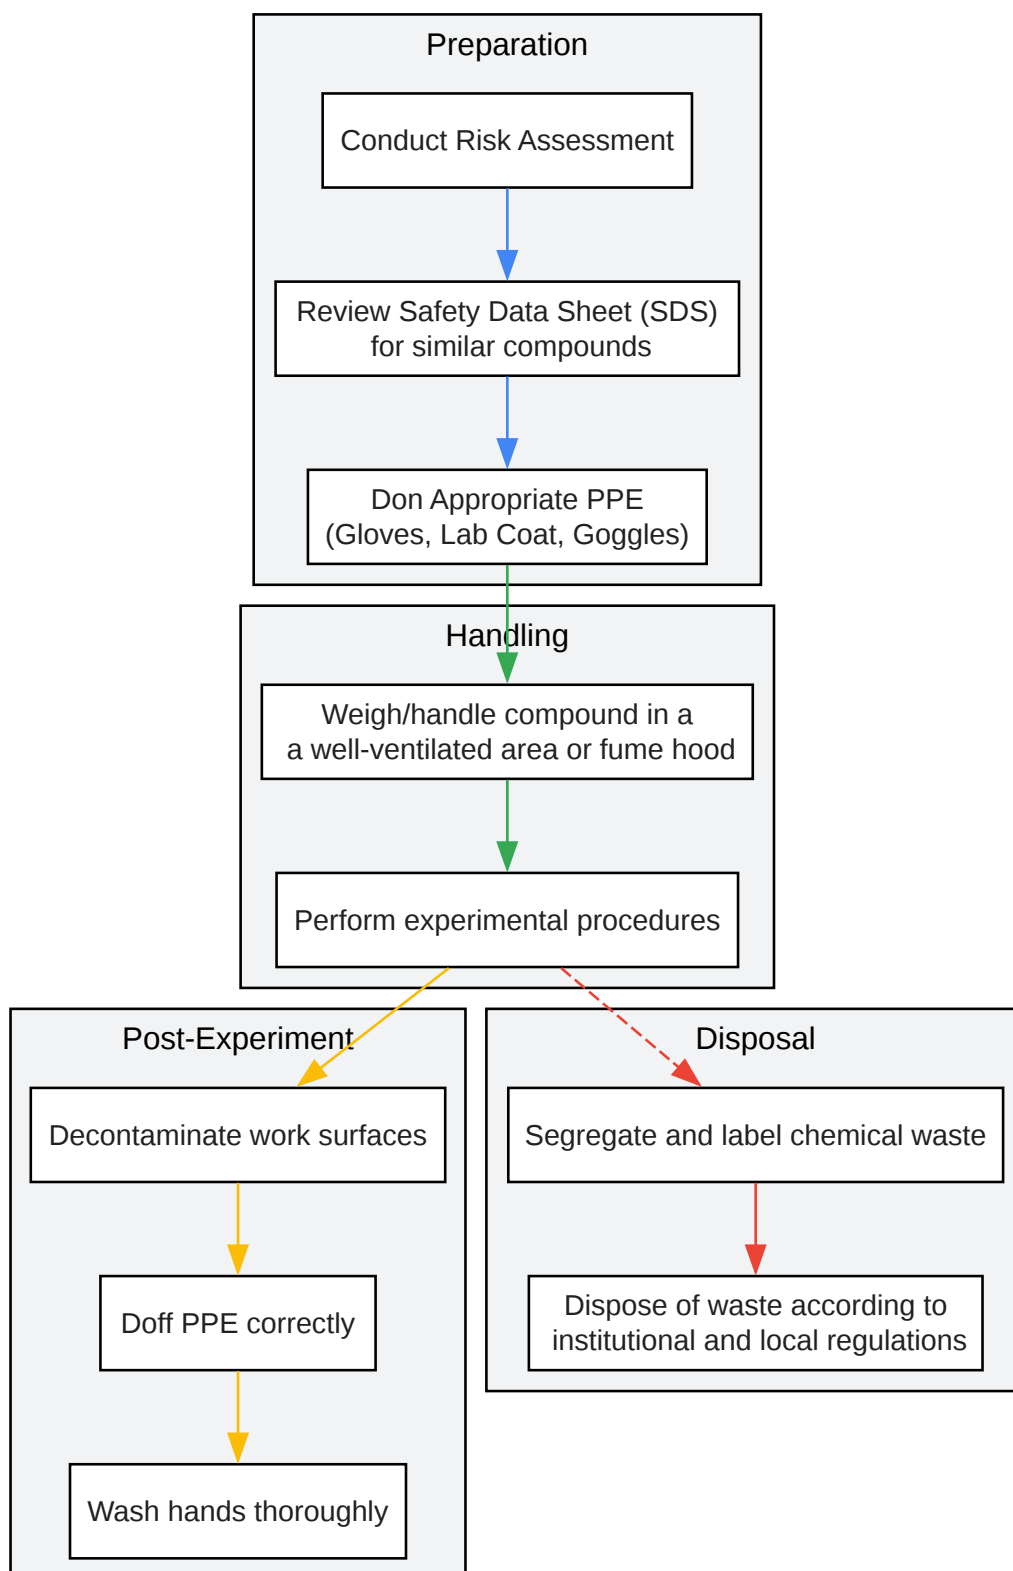 Preparation
Conduct Risk Assessment
Review Safety Data Sheet (SDS)
for similar compounds
Don Appropriate PPE
(Gloves, Lab Coat, Goggles)
Handling
Weigh/handle compound in a
a well-ventilated area or fume hood
Perform experimental procedures
Post-Experiment
Decontaminate work surfaces
Doff PPE correctly
Wash hands thoroughly
Disposal
Segregate and label chemical waste
Dispose of waste according to
institutional and local regulations